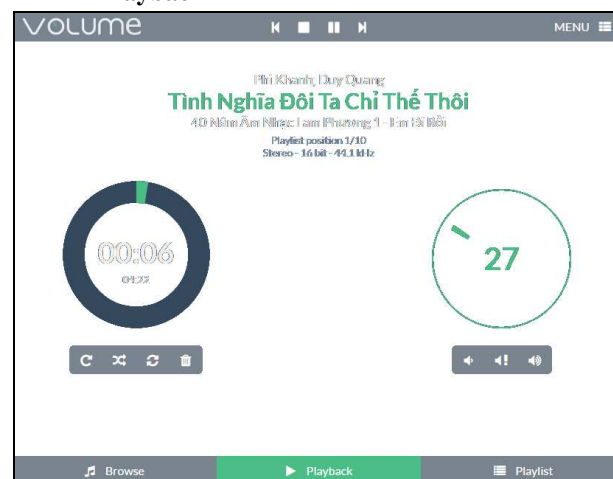 VOLUME
MENU
Phi Khanh, Duy Quang
Tình Nghĩa Đôi Ta Chỉ Thế Thôi
40 Năm Âm Nhạc Lam Phương 1 - Em Đi Rồi
Playlist position 1/10
Stereo - 16 bit - 44.1 kHz
00:06
04:22
27
Browse
Playback
Playlist